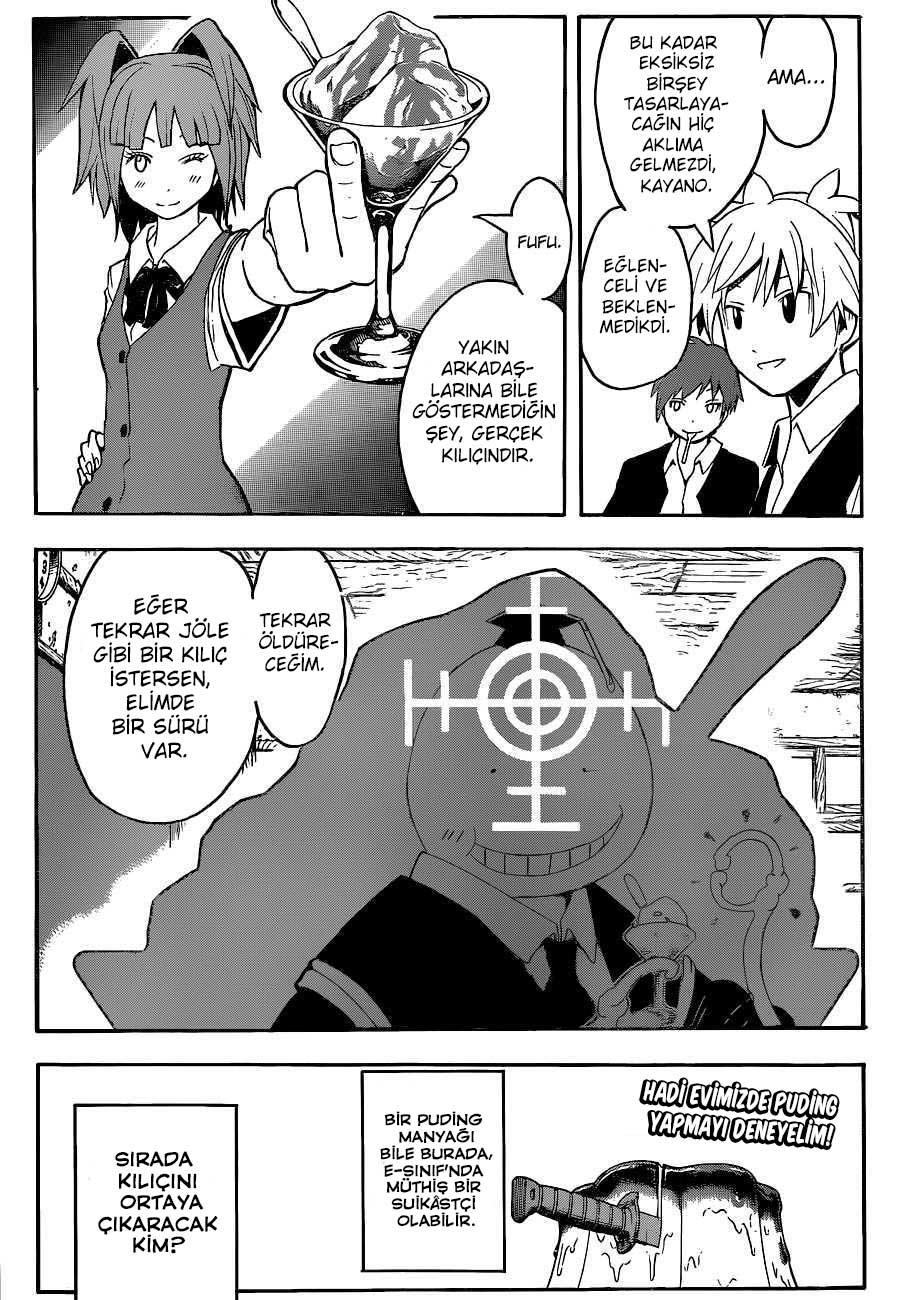 AMA...
BU KADAR
EKSİKSİZ
BİRŞEY
TASARLAYA-
CAĞIN HİÇ
AKLIMA
GELMEZDİ,
KAYANO.
EĞLEN-
CELİ VE
BEKLEN-
MEDİKDİ.
FUFU.
YAKIN
ARKADAŞ-
LARINA BİLE
GÖSTERMEDİĞİN
ŞEY, GERÇEK
KILIÇINDIR.
TEKRAR
ÖLDÜRE-
CEĞİM.
EĞER
TEKRAR JÖLE
GİBİ BİR KILIÇ
İSTERSEN,
ELİMDE
BİR SÜRÜ
VAR.
HADİ EVİMİZDE PUDİNG
YAPMAYI DENEYELİM!
BİR PUDİNG
MANYAĞI
BİLE BURADA,
E-SINIF'NDA
MÜTHİŞ BİR
SUİKÂSTÇİ
OLABİLİR.
SIRADA
KILIÇINI
ORTAYA
ÇIKARACAK
KİM?